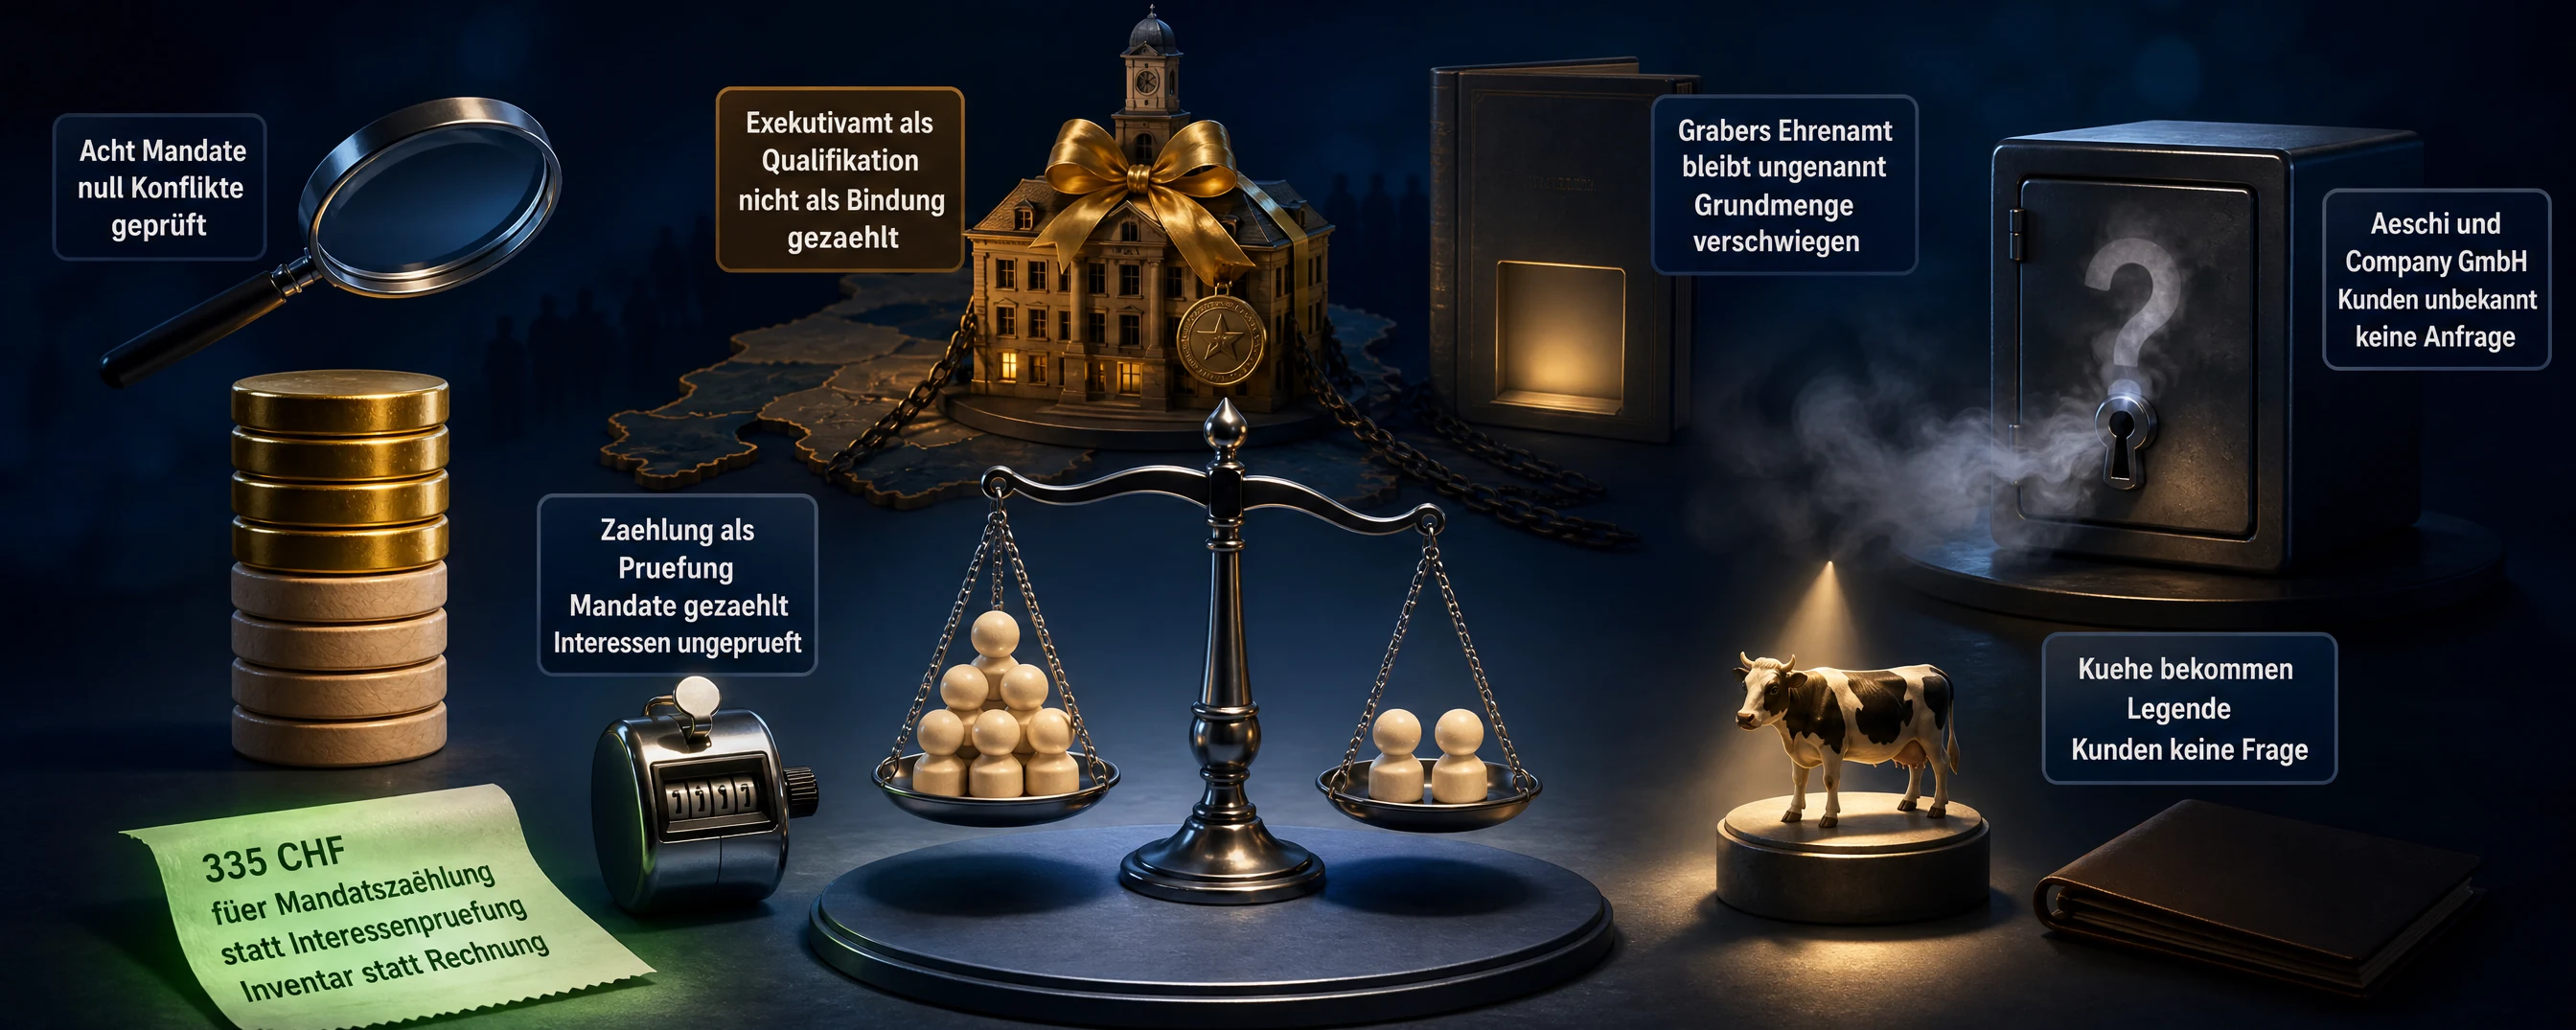 Acht Mandate
null Konflikte
geprüft
Exekutivamt als
Qualifikation
nicht als Bindung
gezaehlt
Grabers Ehrenamt
bleibt ungenannt
Grundmenge
verschwiegen
Aeschi und
Company GmbH
Kunden unbekannt
keine Anfrage
?
Zaehlung als
Pruefung
Mandate gezaehlt
Interessen ungeprueft
Kuehe bekommen
Legende
Kunden keine Frage
335 CHF
füer Mandatszaëhlung
statt Interessenpruefung
Inventar statt Rechnung